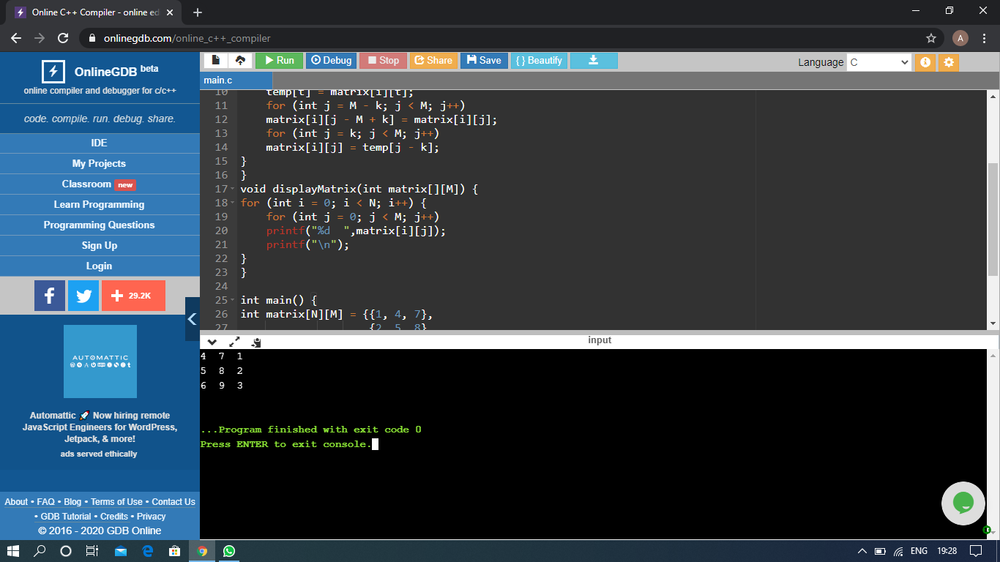 Online C++ Compiler - online ed
onlinegdb.com/online_c++_compiler
A
OnlineGDB beta
online compiler and debugger for c/c++
code. compile. run. debug. share.
IDE
My Projects
Classroom new
Learn Programming
Programming Questions
Sign Up
Login
f
+ 29.2K
AUTOMATTIC
Automattic 🚀 Now hiring remote
JavaScript Engineers for WordPress,
Jetpack, & more!
ads served ethically
About • FAQ • Blog • Terms of Use • Contact Us
• GDB Tutorial • Credits • Privacy
© 2016 - 2020 GDB Online
Run Debug Stop Share Save { } Beautify
Language C
main.c
10 temp[t] = matrix[i][t];
11 for (int j = M - k; j < M; j++)
12 matrix[i][j - M + k] = matrix[i][j];
13 for (int j = k; j < M; j++)
14 matrix[i][j] = temp[j - k];
15 }
16 }
17 void displayMatrix(int matrix[][M]) {
18 for (int i = 0; i < N; i++) {
19 for (int j = 0; j < M; j++)
20 printf("%d  ",matrix[i][j]);
21 printf("\n");
22 }
23 }
24
25 int main() {
26 int matrix[N][M] = {{1, 4, 7},
27 {2, 5, 8}
input
4 7 1
5 8 2
6 9 3
...Program finished with exit code 0
Press ENTER to exit console.
ENG 19:28